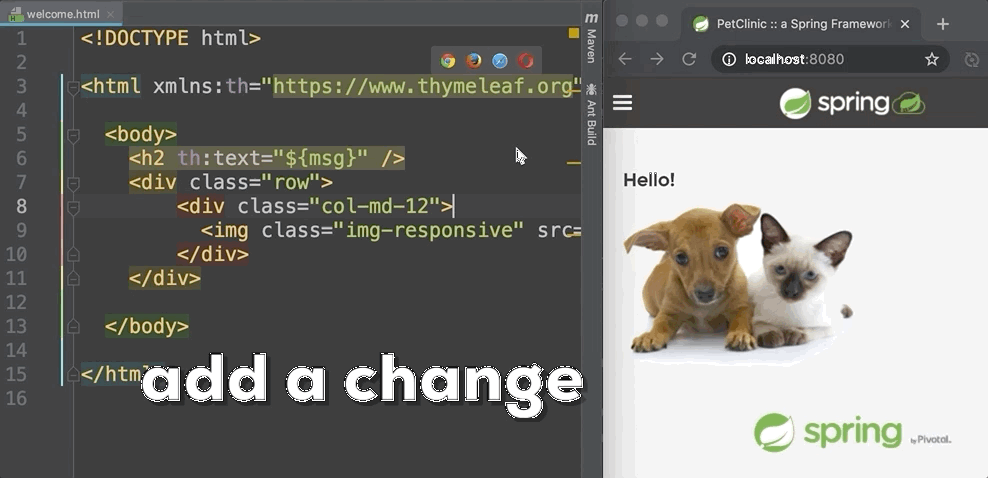 welcome.html
1 <!DOCTYPE html>
2
3 <html xmlns:th="https://www.thymeleaf.org"
4
5 <body>
6 <h2 th:text="${msg}" />
7 <div class="row">
8 <div class="col-md-12">
9 <img class="img-responsive" src=
10 </div>
11 </div>
12
13 </body>
14
15 </html
16
add a change
m Maven
Ant Build
PetClinic :: a Spring Framework
localhost:8080
spring
Hello!
spring by Pivotal.